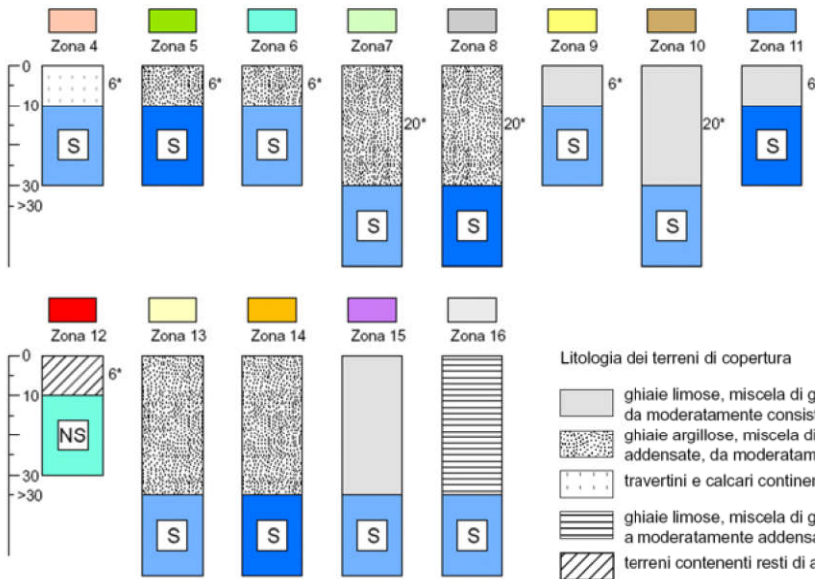 Zona 4 Zona 5 Zona 6 Zona7 Zona 8 Zona 9 Zona 10 Zona 11
0
10
30
>30
6* 6* 6* 20* 20* 6* 20* 6
S S S S S S S S
Zona 12 Zona 13 Zona 14 Zona 15 Zona 16
0
10
30
>30
6*
NS S S S S
Litologia dei terreni di copertura
ghiaie limose, miscela di g
da moderatamente consist
ghiaie argillose, miscela di
addensate, da moderatam
travertini e calcari continen
ghiaie limose, miscela di g
a moderatamente addensa
terreni contenenti resti di a